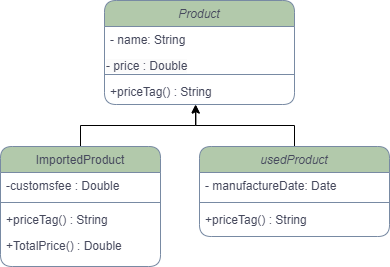 Product
- name: String
- price : Double
+priceTag() : String
ImportedProduct
-customsfee : Double
+priceTag() : String
+TotalPrice() : Double
usedProduct
- manufactureDate: Date
+priceTag() : String